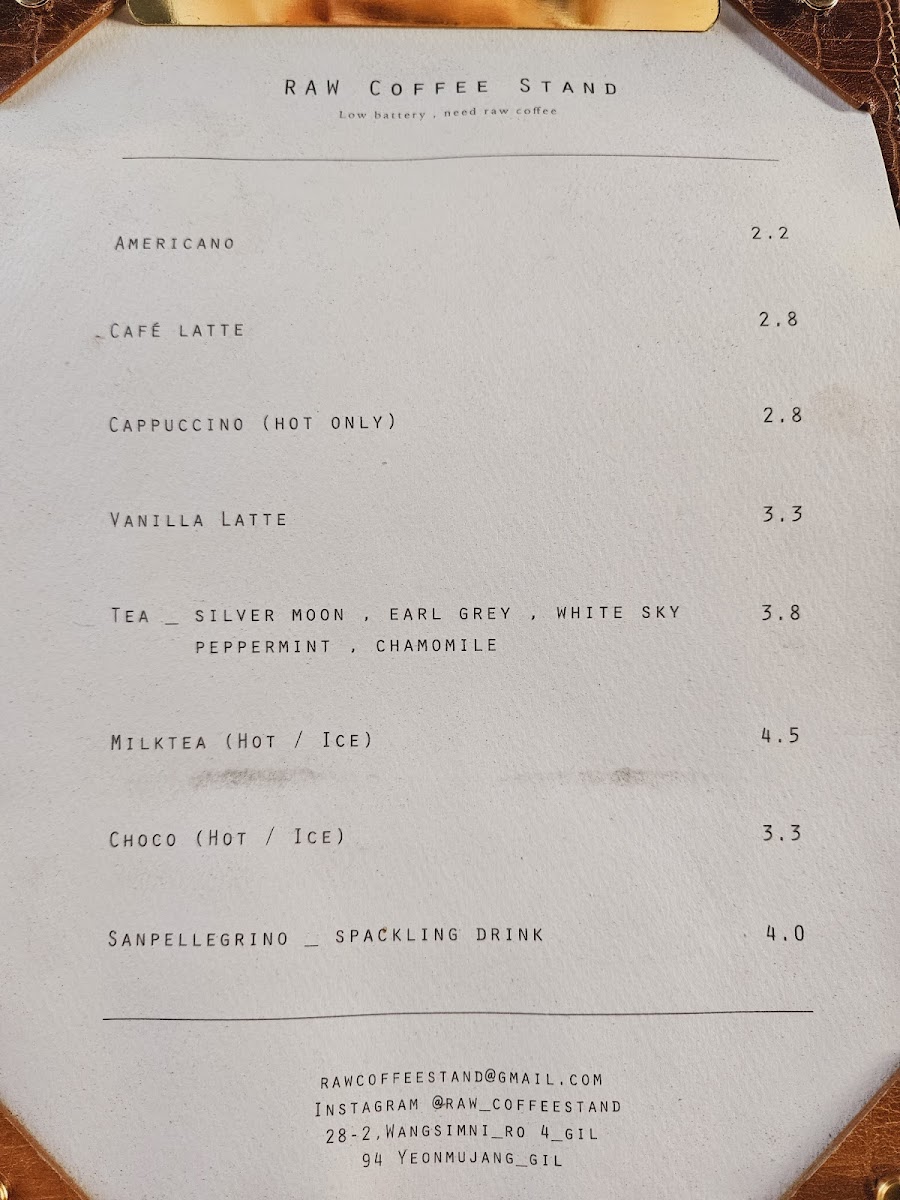 RAW COFFEE STAND
Low battery , need raw coffee
AMERICANO 2.2
CAFÉ LATTE 2.8
CAPPUCCINO (HOT ONLY) 2.8
VANILLA LATTE 3.3
TEA _ SILVER MOON , EARL GREY , WHITE SKY 3.8
PEPPERMINT , CHAMOMILE
MILKTEA (HOT / ICE) 4.5
CHOCO (HOT / ICE) 3.3
SANPELLEGRINO _ SPACKLING DRINK 4.0
RAWCOFFEESTAND@GMAIL.COM
INSTAGRAM @RAW_COFFEESTAND
28-2,WANGSIMNI_RO 4_GIL
94 YEONMUJANG_GIL